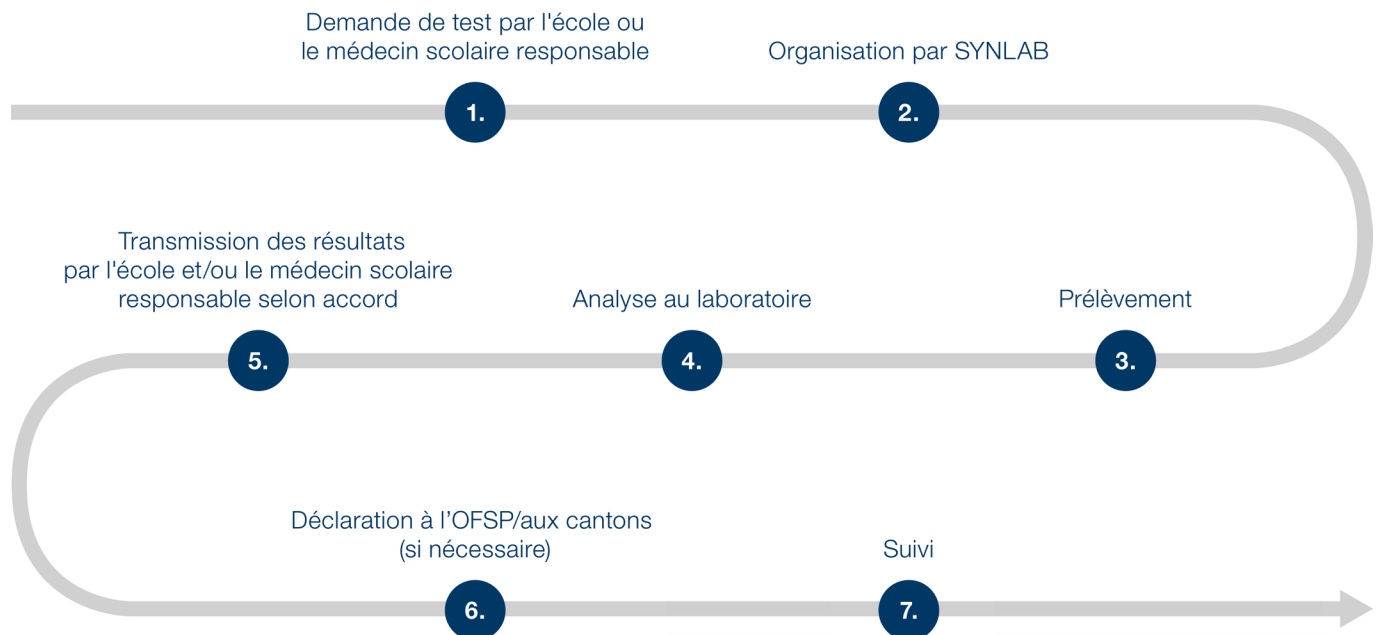 Demande de test par l'école ou
le médecin scolaire responsable
1.
Organisation par SYNLAB
2.
Prélèvement
3.
Analyse au laboratoire
4.
Transmission des résultats
par l'école et/ou le médecin scolaire
responsable selon accord
5.
Déclaration à l’OFSP/aux cantons
(si nécessaire)
6.
Suivi
7.